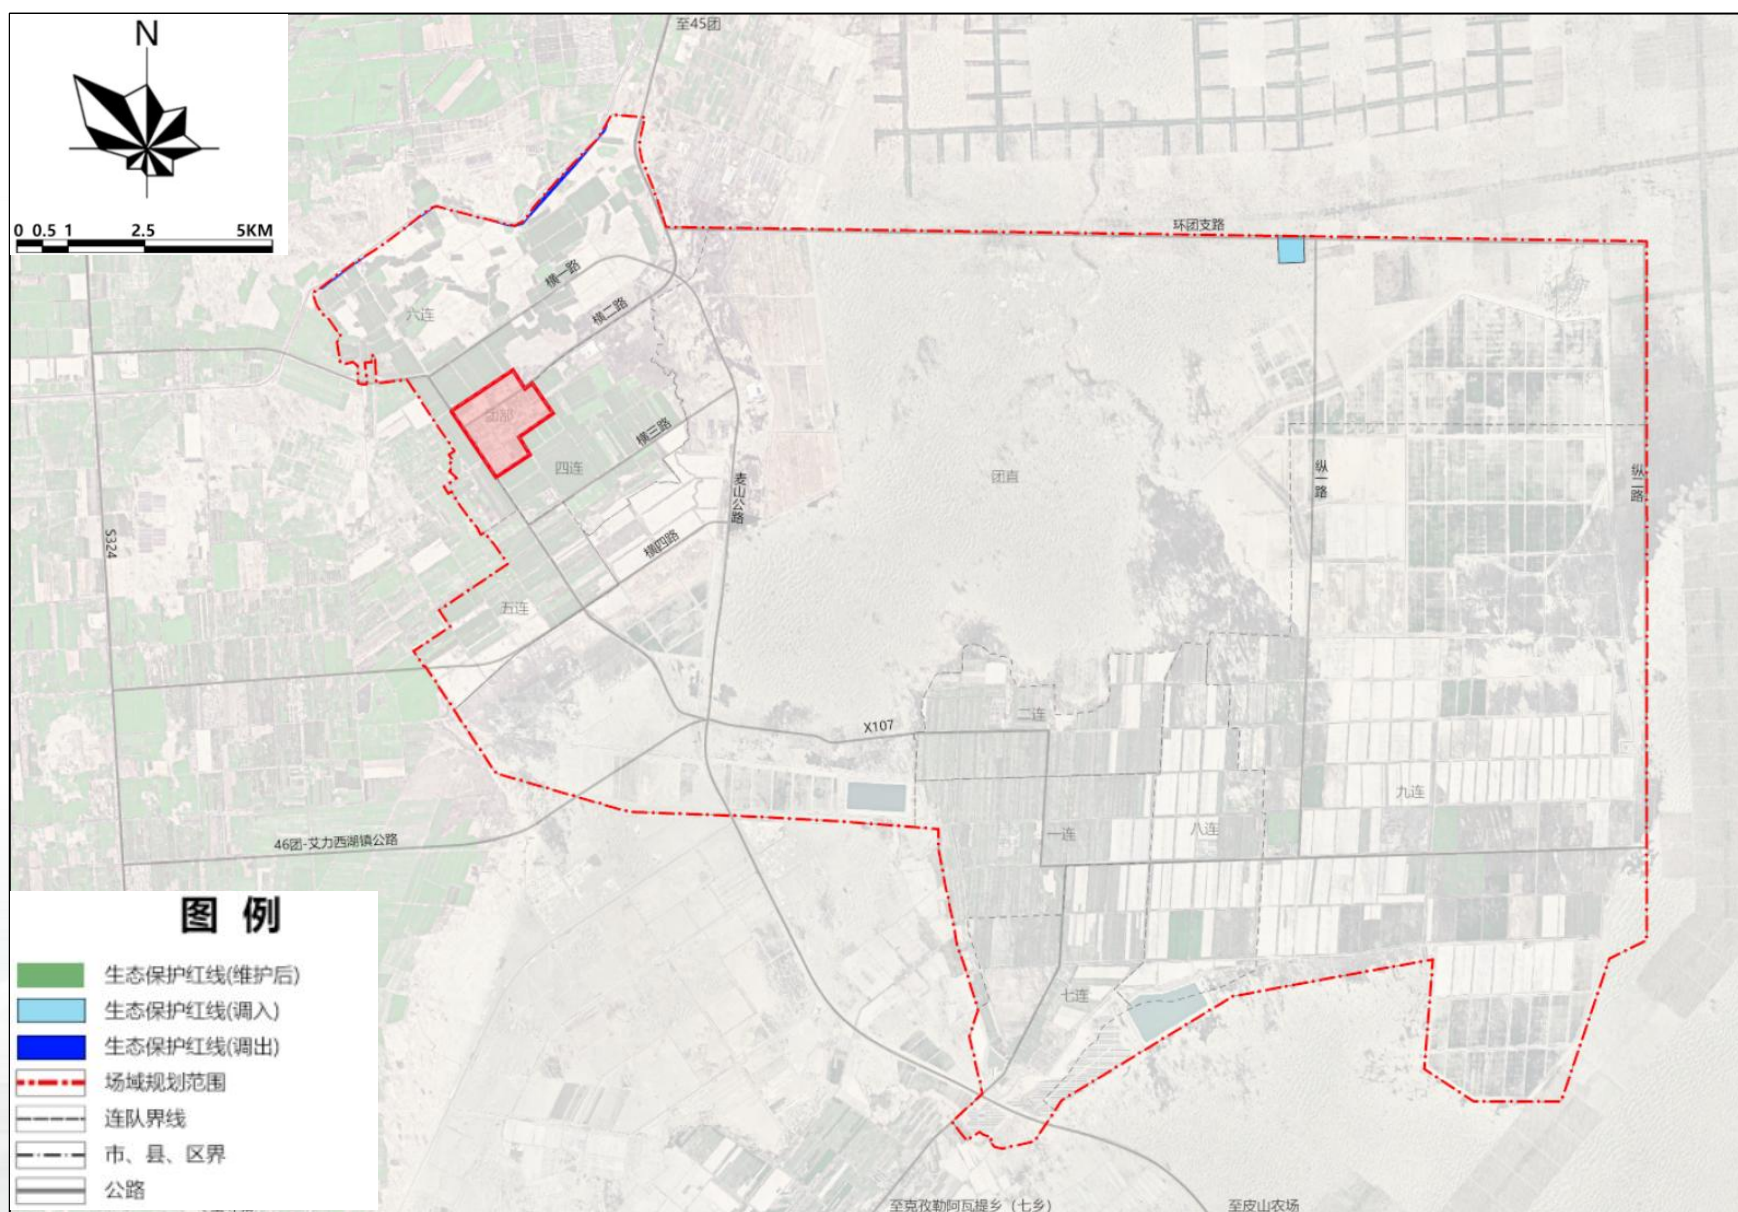 N
至45团
0 0.5 1 2.5 5KM
环团支路
横一路
横二路
六连
团部
横三路
四连
团直
纵一路
纵二路
麦山公路
S324
横四路
五连
二连
X107
九连
一连
八连
46团-艾力西湖镇公路
七连
图 例
生态保护红线(维护后)
生态保护红线(调入)
生态保护红线(调出)
场域规划范围
连队界线
市、县、区界
公路
至克孜勒阿瓦提乡（七乡）
至皮山农场